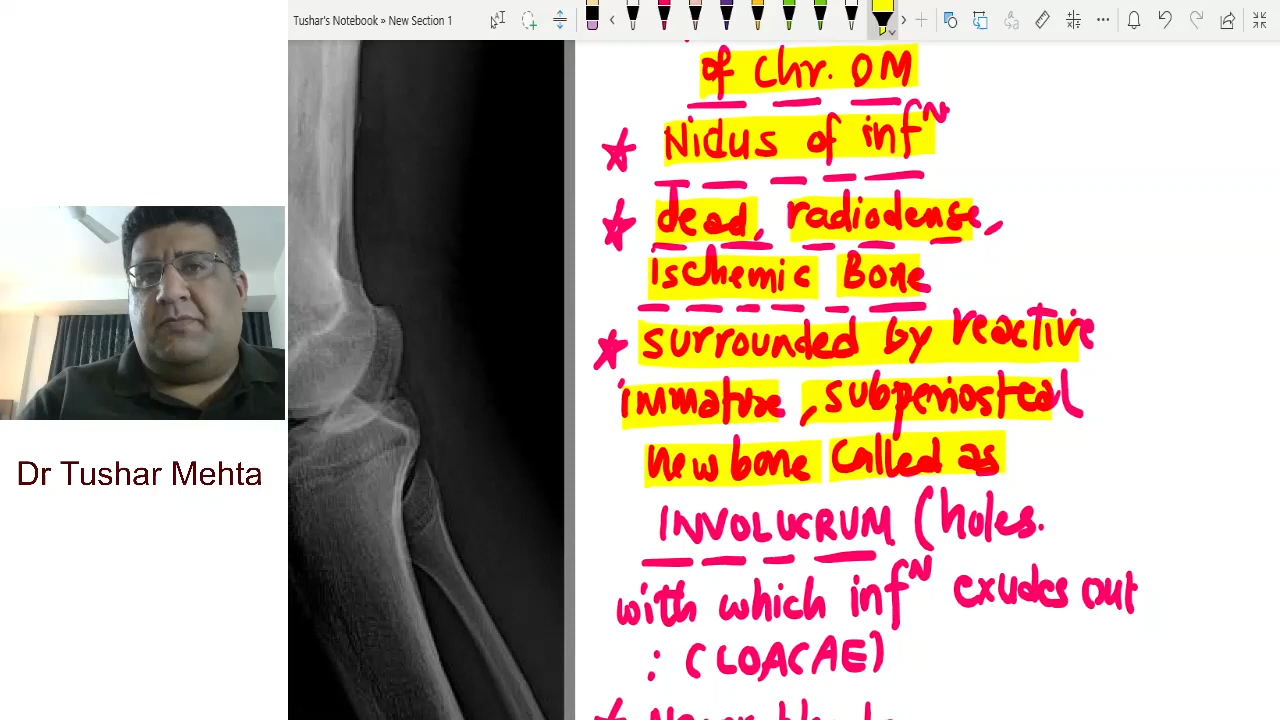 Tushar's Notebook » New Section 1
of Chr. OM
★ Nidus of infᴺ
★ dead, radiodense,
Ischemic Bone
★ surrounded by reactive
immature, subperiosteal
new bone called as
INVOLUCRUM (holes.
with which infᴺ exudes out
: CLOACAE)
Dr Tushar Mehta